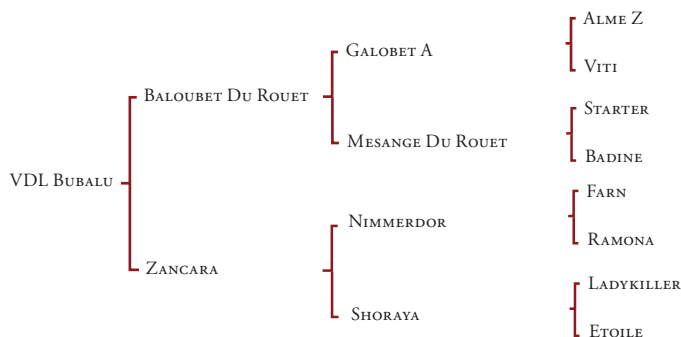 Alme Z
Galobet A
Viti
Baloubet Du Rouet
Starter
Mesange Du Rouet
Badine
VDL Bubalu
Farn
Nimmerdor
Ramona
Zancara
Ladykiller
Shoraya
Etoile